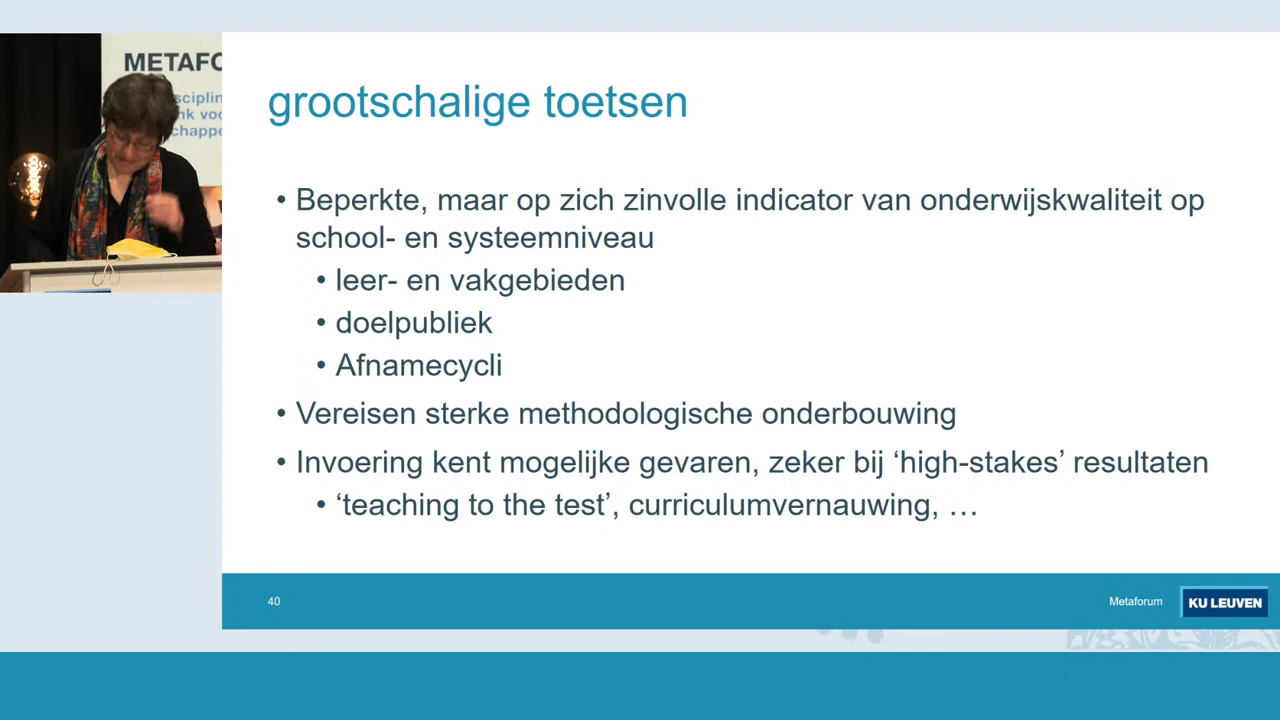 METAFO
grootschalige toetsen
• Beperkte, maar op zich zinvolle indicator van onderwijskwaliteit op
school- en systeemniveau
• leer- en vakgebieden
• doelpubliek
• Afnamecycli
• Vereisen sterke methodologische onderbouwing
• Invoering kent mogelijke gevaren, zeker bij ‘high-stakes’ resultaten
• ‘teaching to the test’, curriculumvernauwing, …
40
Metaforum
KU LEUVEN